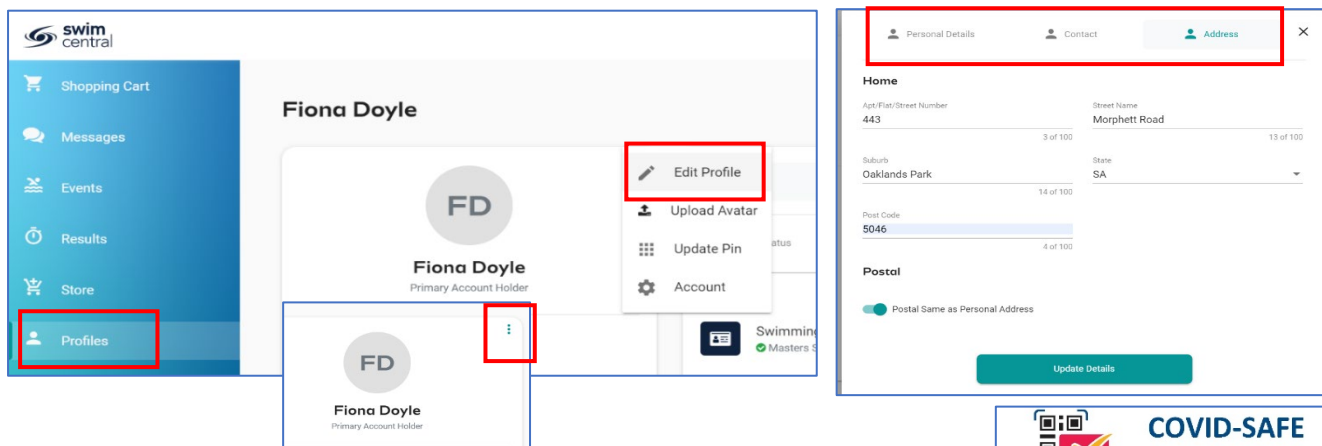 swim
central
Shopping Cart
Messages
Events
Results
Store
Profiles
Fiona Doyle
FD
Fiona Doyle
Primary Account Holder
Edit Profile
Upload Avatar
Update Pin
Account
atus
Swimming
Masters S
FD
Fiona Doyle
Primary Account Holder
Personal Details Contact Address
Home
Apt/Flat/Street Number Street Name
443 Morphett Road
3 of 100 13 of 100
Suburb State
Oaklands Park SA
14 of 100
Post Code
5046
4 of 100
Postal
Postal Same as Personal Address
Update Details
COVID-SAFE